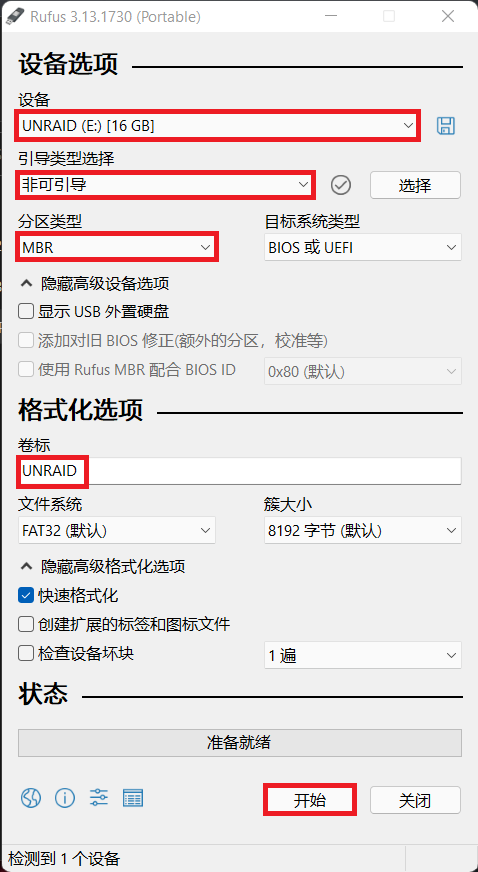 Rufus 3.13.1730 (Portable)
设备选项
设备
UNRAID (E:) [16 GB]
引导类型选择
非可引导
选择
分区类型 目标系统类型
MBR BIOS 或 UEFI
隐藏高级设备选项
显示 USB 外置硬盘
添加对旧 BIOS 修正(额外的分区，校准等)
使用 Rufus MBR 配合 BIOS ID 0x80 (默认)
格式化选项
卷标
UNRAID
文件系统 簇大小
FAT32 (默认) 8192 字节 (默认)
隐藏高级格式化选项
快速格式化
创建扩展的标签和图标文件
检查设备坏块 1 遍
状态
准备就绪
开始 关闭
检测到 1 个设备